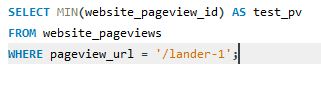 SELECT MIN(website_pageview_id) AS test_pv
FROM website_pageviews
WHERE pageview_url = '/lander-1';